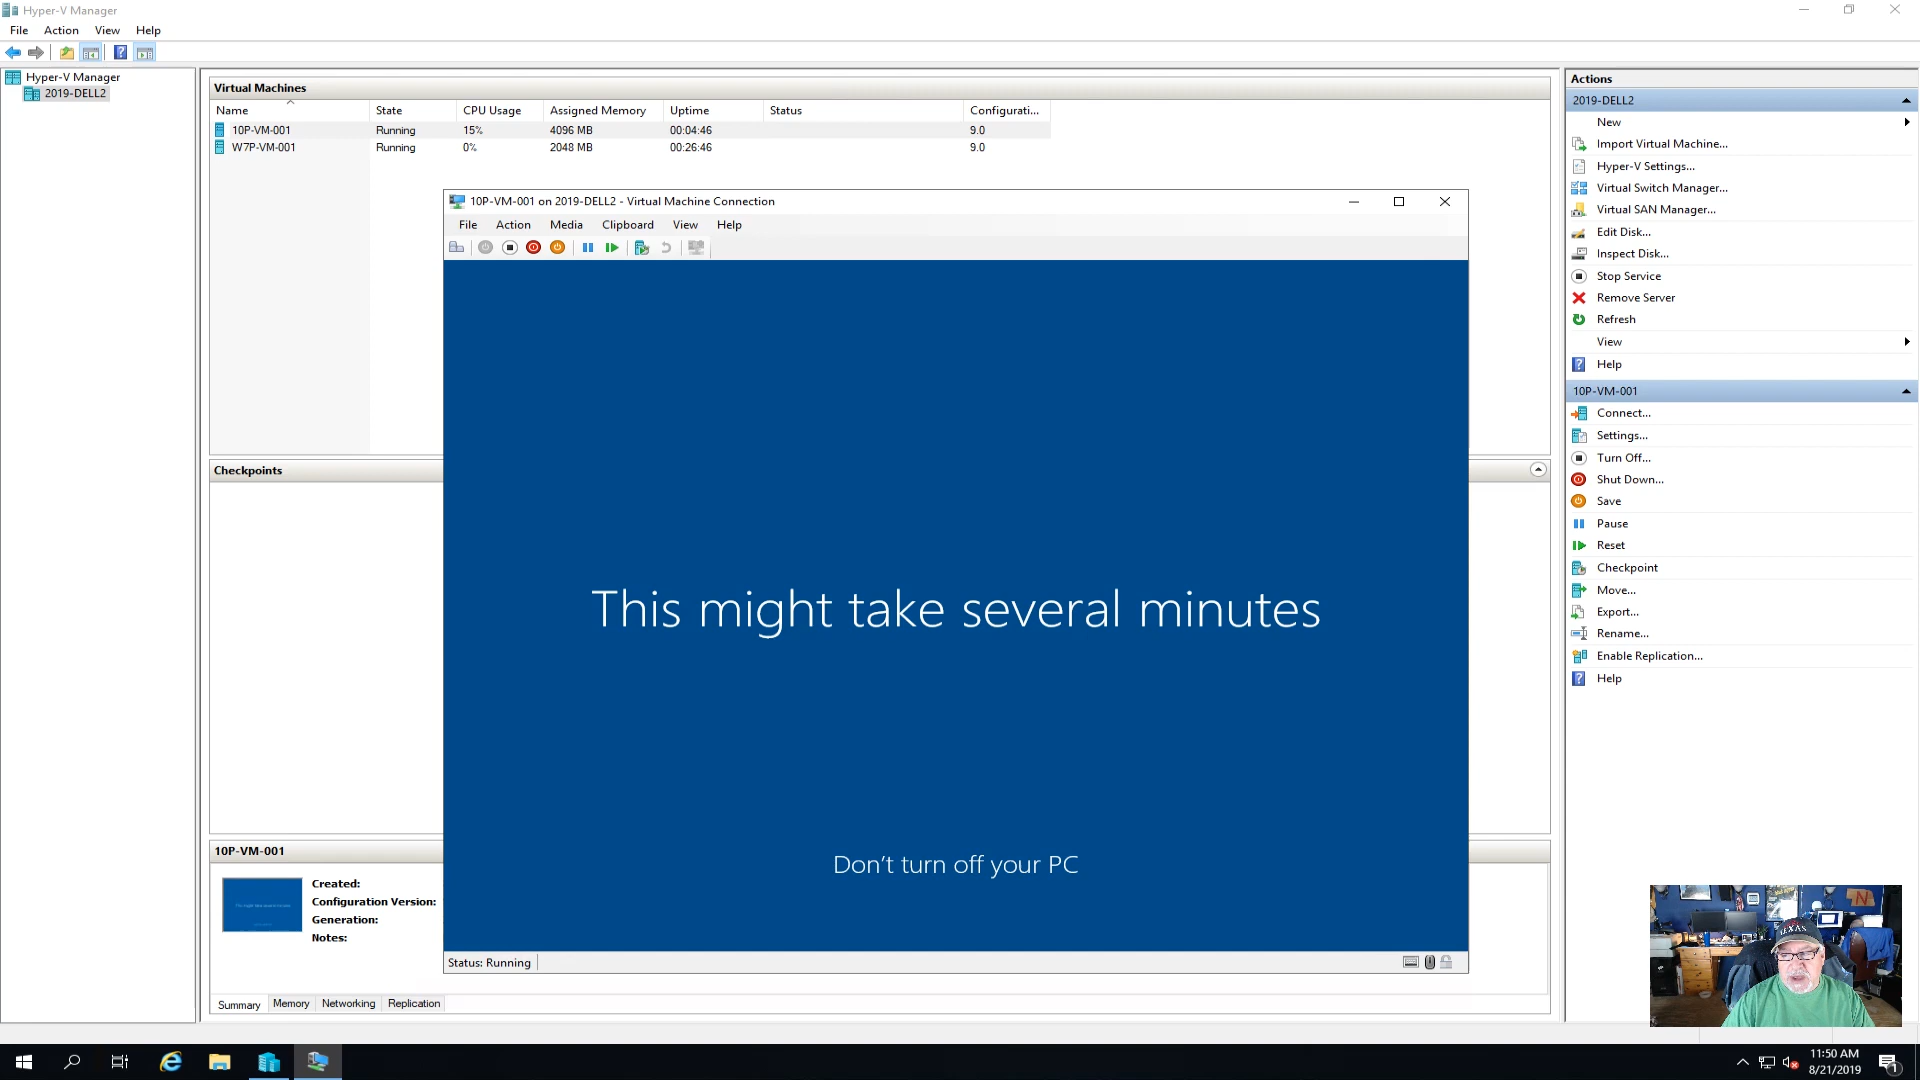 Hyper-V Manager
File Action View Help
Hyper-V Manager
2019-DELL2
Virtual Machines
Name State CPU Usage Assigned Memory Uptime Status Configurati...
10P-VM-001 Running 15% 4096 MB 00:04:46 9.0
W7P-VM-001 Running 0% 2048 MB 00:26:46 9.0
10P-VM-001 on 2019-DELL2 - Virtual Machine Connection
File Action Media Clipboard View Help
This might take several minutes
Don't turn off your PC
Status: Running
Checkpoints
10P-VM-001
Created:
Configuration Version:
Generation:
Notes:
Summary Memory Networking Replication
Actions
2019-DELL2
New
Import Virtual Machine...
Hyper-V Settings...
Virtual Switch Manager...
Virtual SAN Manager...
Edit Disk...
Inspect Disk...
Stop Service
Remove Server
Refresh
View
Help
10P-VM-001
Connect...
Settings...
Turn Off...
Shut Down...
Save
Pause
Reset
Checkpoint
Move...
Export...
Rename...
Enable Replication...
Help
N
TEXAS
11:50 AM
8/21/2019
1